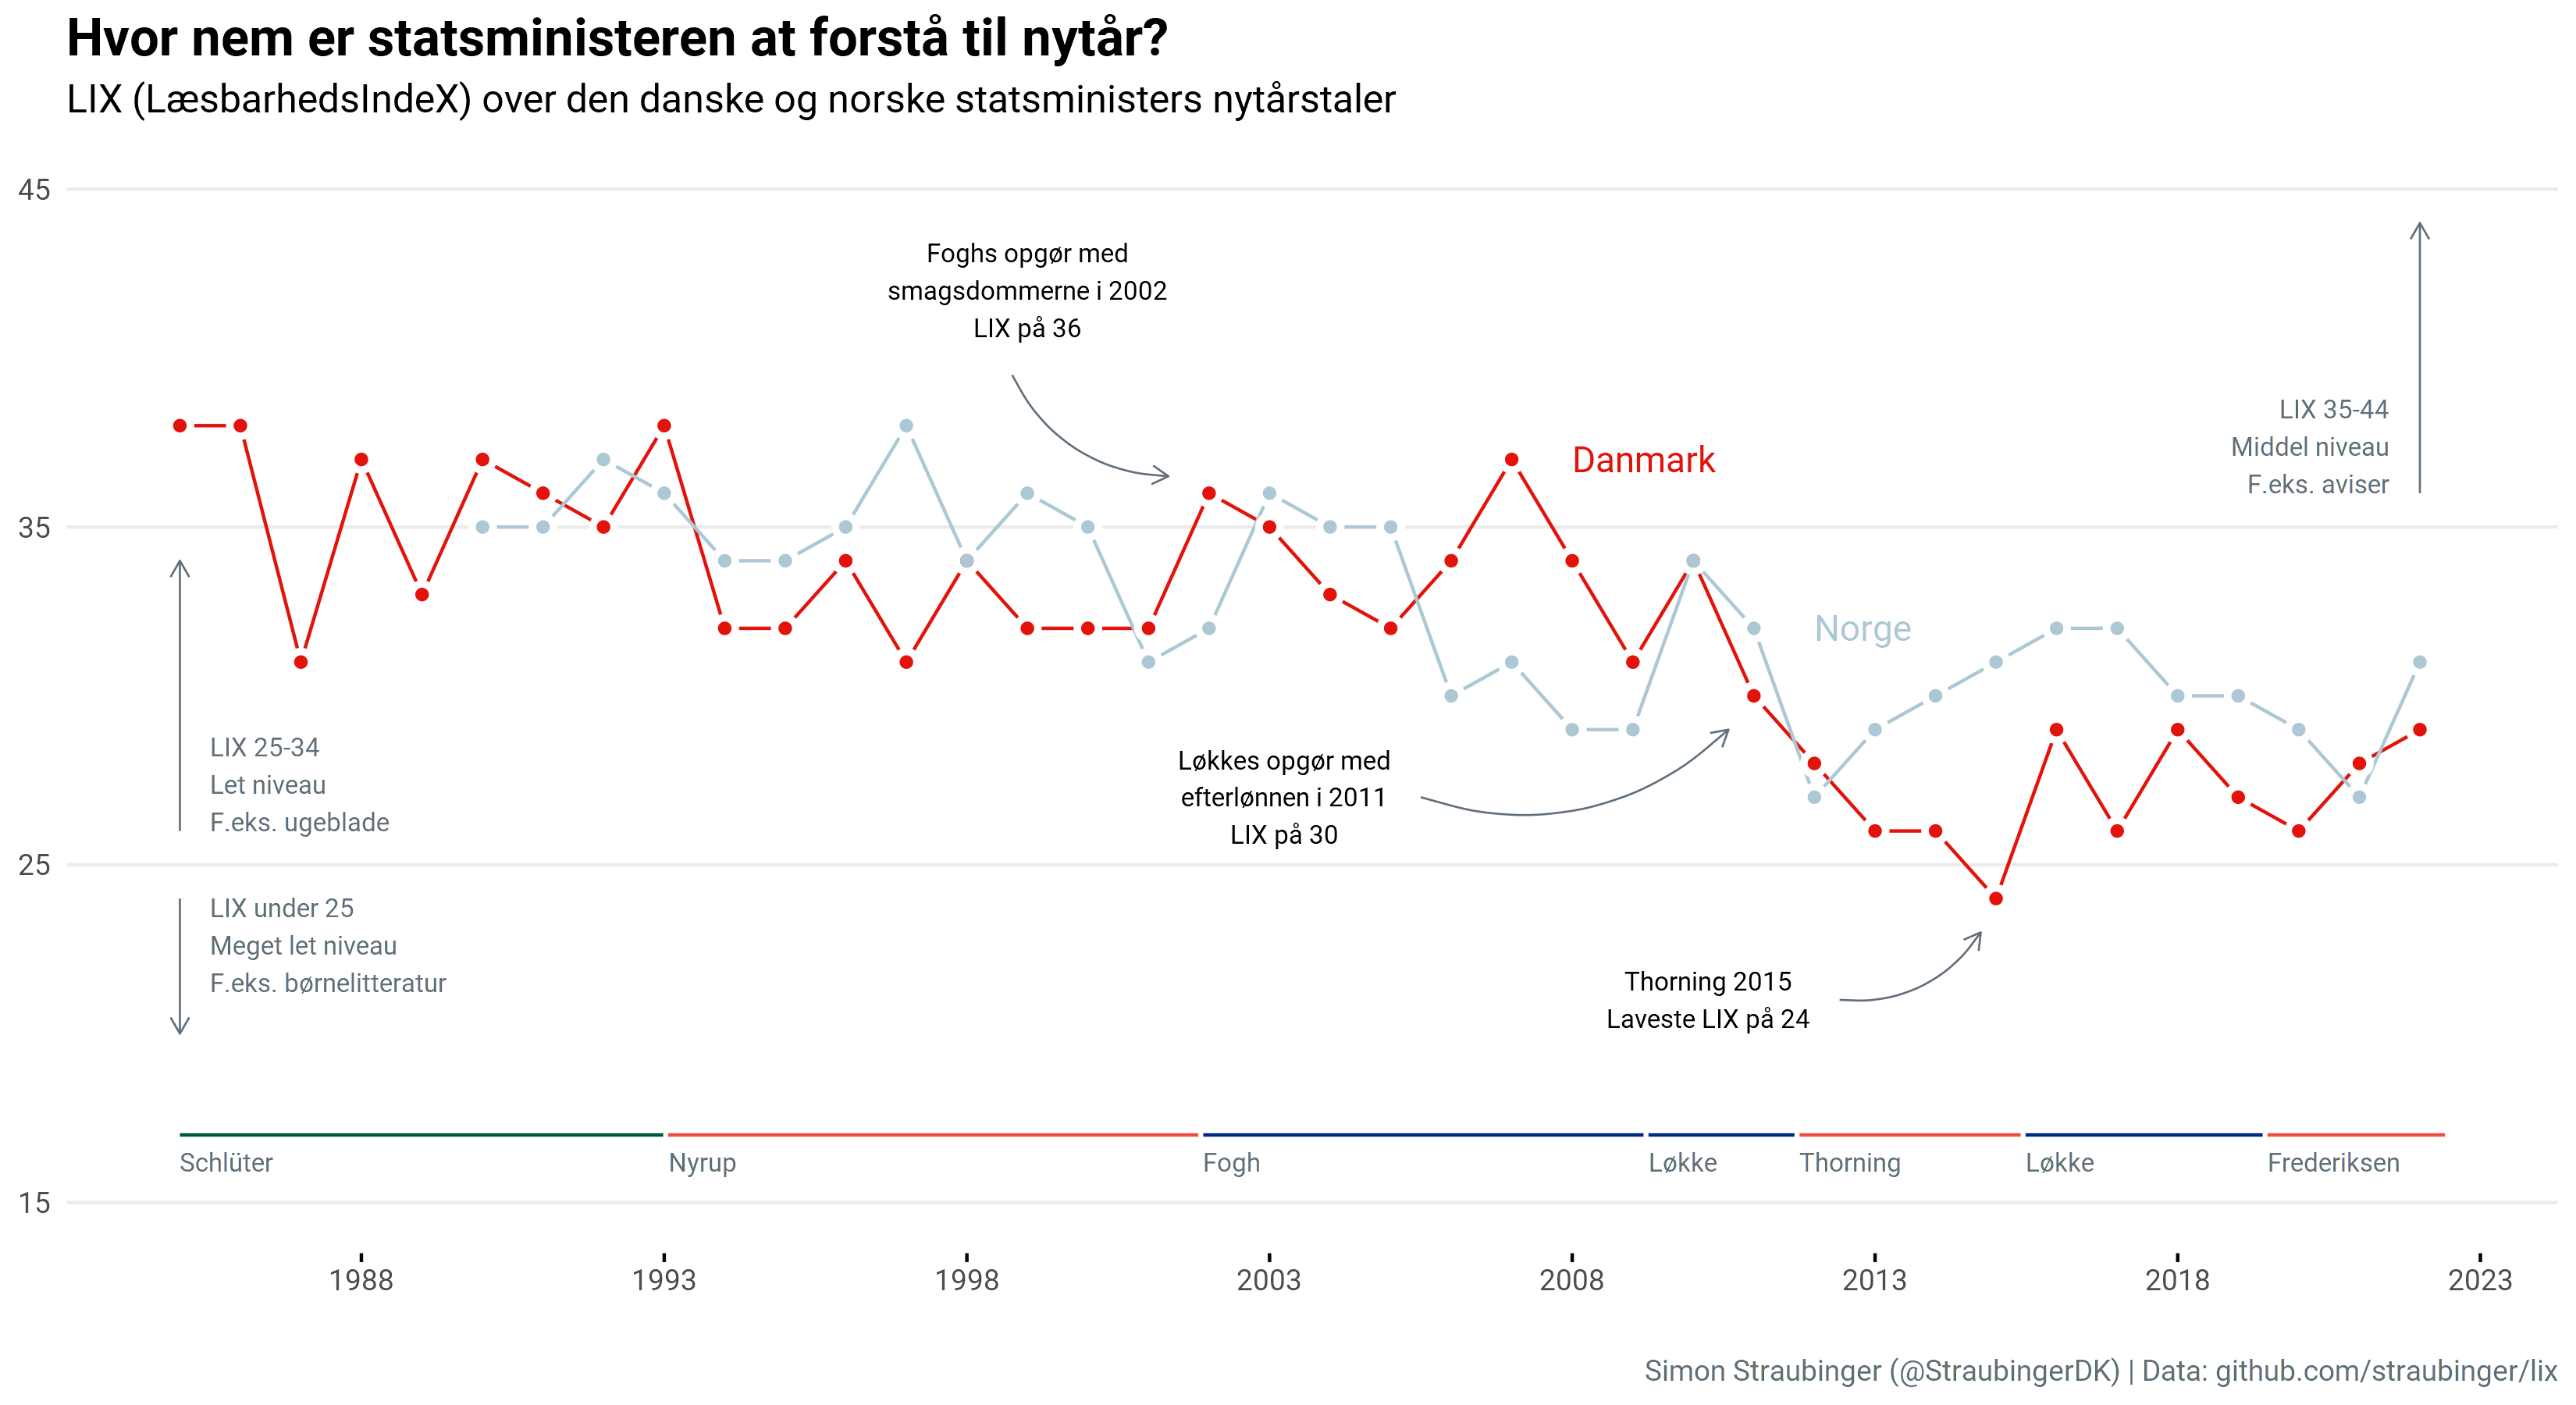 Hvor nem er statsministeren at forstå til nytår?
LIX (LæsbarhedsIndeX) over den danske og norske statsministers nytårstaler
45
Foghs opgør med
smagsdommerne i 2002
LIX på 36
LIX 35-44
Middel niveau
F.eks. aviser
Danmark
35
Norge
LIX 25-34
Let niveau
F.eks. ugeblade
Løkkes opgør med
efterlønnen i 2011
LIX på 30
25
LIX under 25
Meget let niveau
F.eks. børnelitteratur
Thorning 2015
Laveste LIX på 24
Schlüter Nyrup Fogh Løkke Thorning Løkke Frederiksen
15
1988 1993 1998 2003 2008 2013 2018 2023
Simon Straubinger (@StraubingerDK) | Data: github.com/straubinger/lix